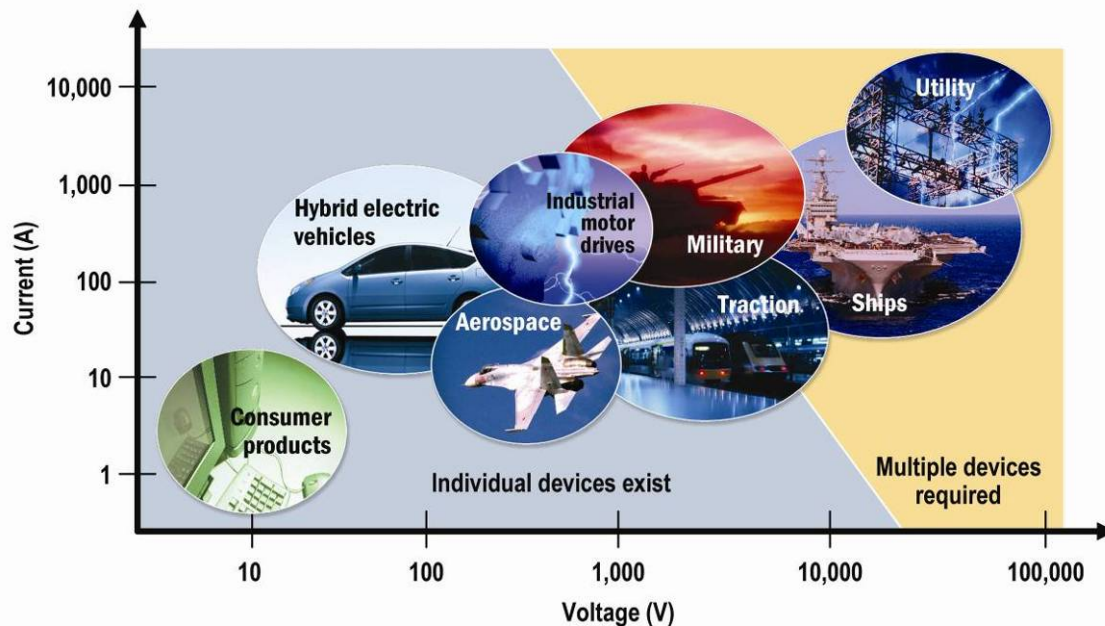 10,000
1,000
100
10
1
Current (A)
Utility
Hybrid electric
vehicles
Industrial
motor
drives
Military
Ships
Aerospace
Traction
Consumer
products
Individual devices exist
Multiple devices
required
10
100
1,000
10,000
100,000
Voltage (V)